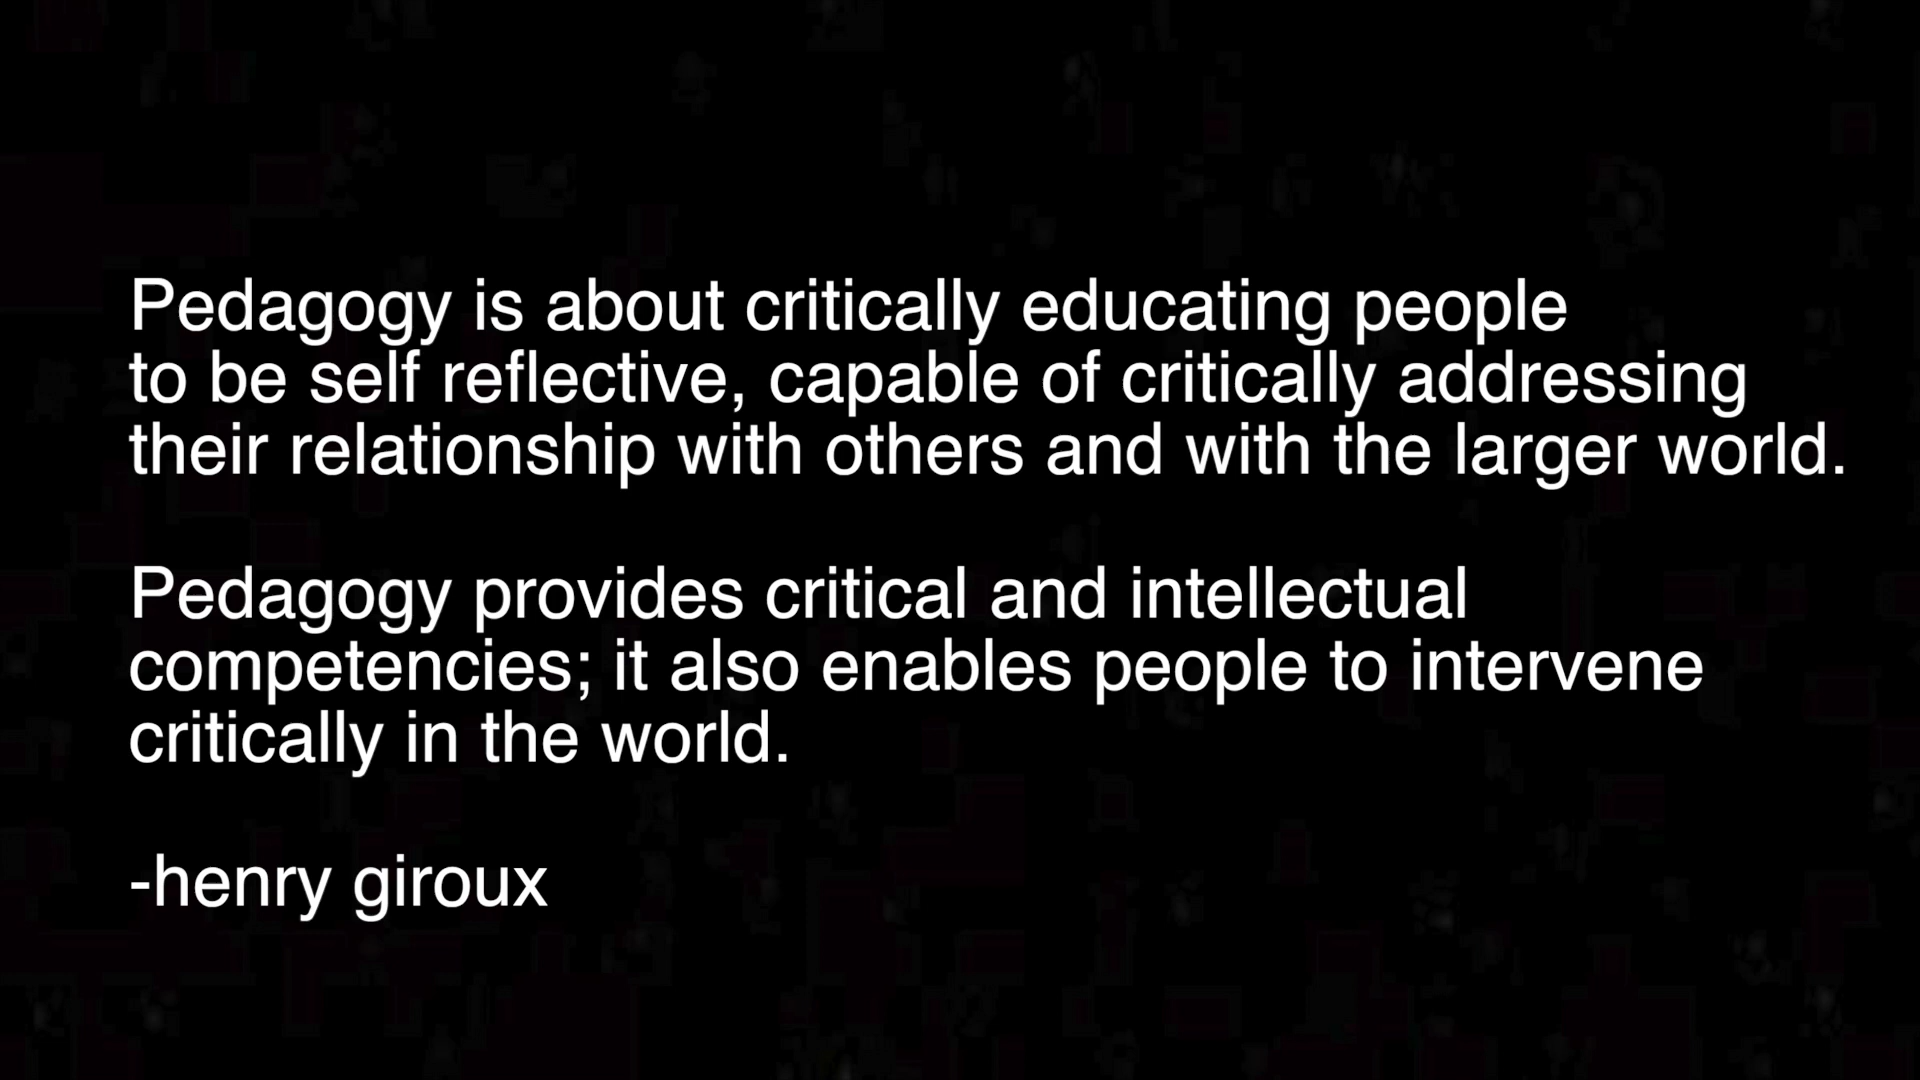 Pedagogy is about critically educating people
to be self reflective, capable of critically addressing
their relationship with others and with the larger world.
Pedagogy provides critical and intellectual
competencies; it also enables people to intervene
critically in the world.
-henry giroux